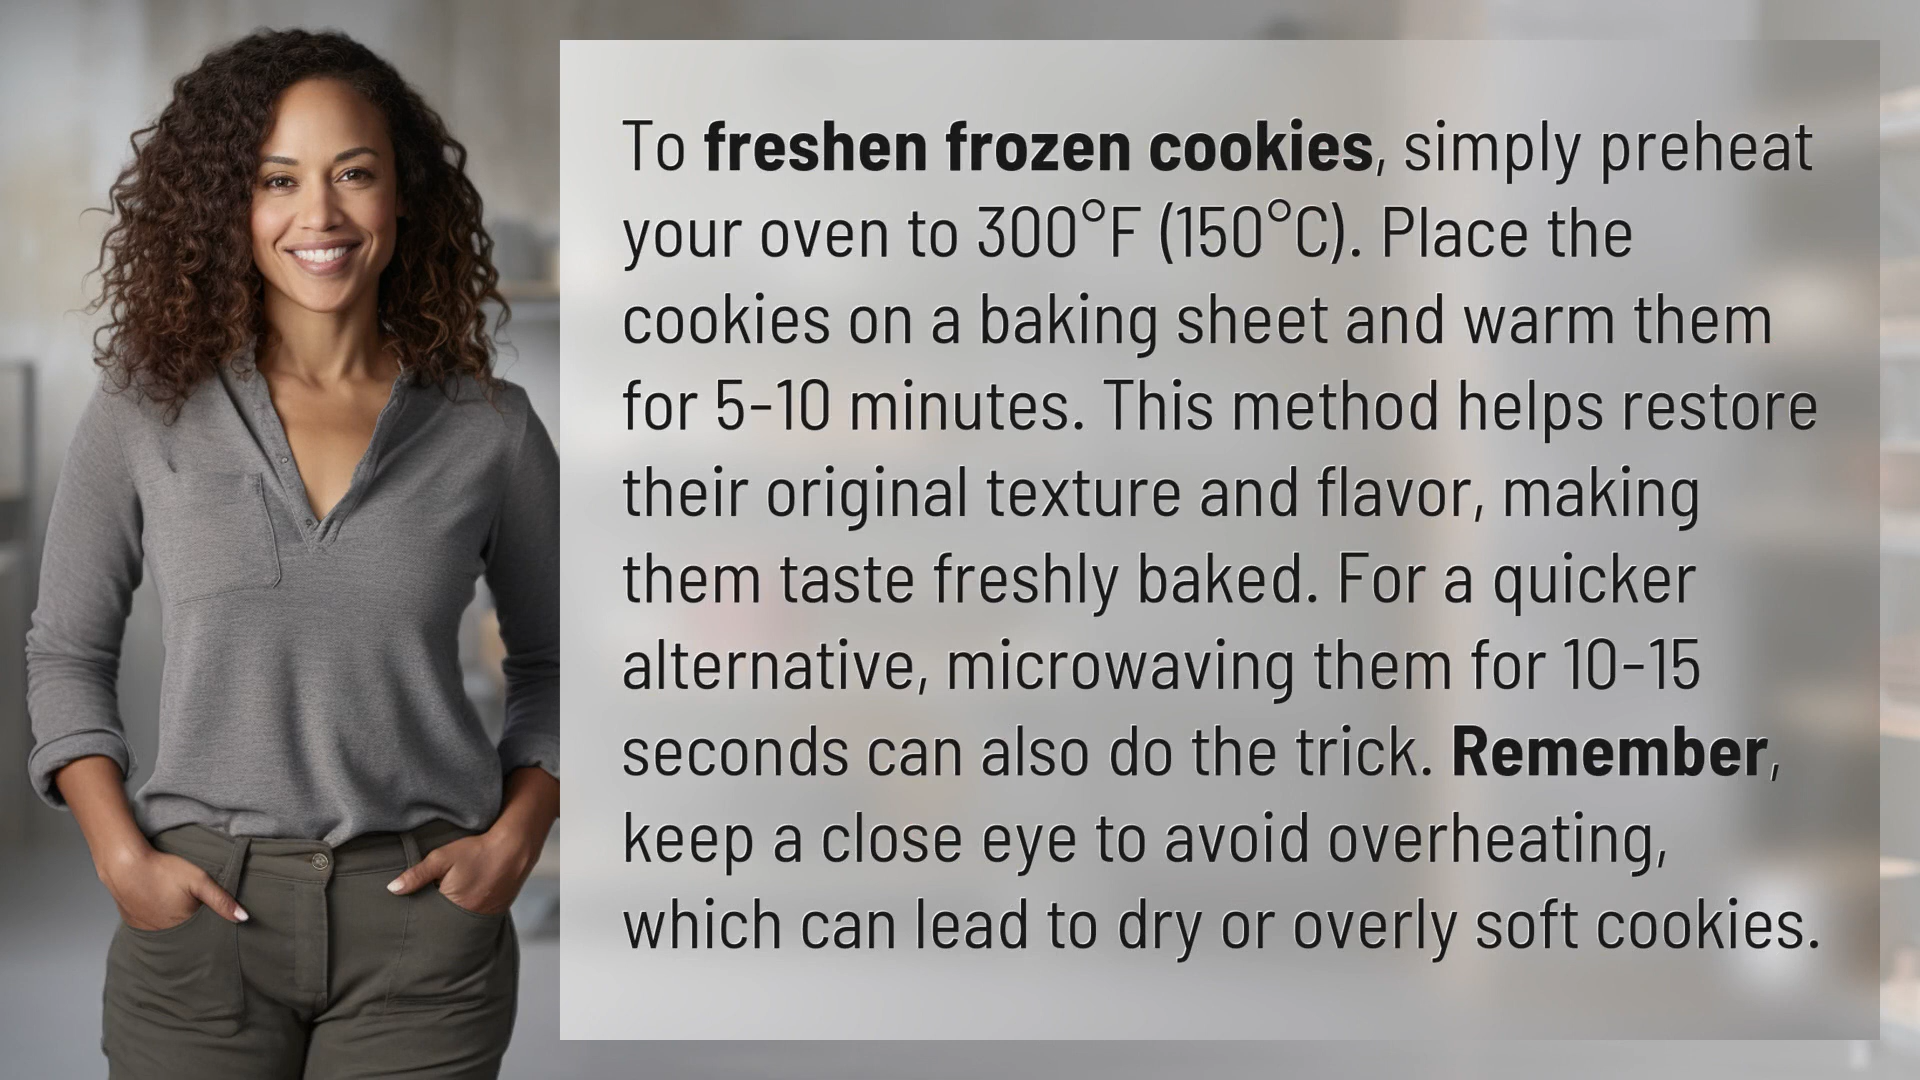 To freshen frozen cookies, simply preheat
your oven to 300°F (150°C). Place the
cookies on a baking sheet and warm them
for 5-10 minutes. This method helps restore
their original texture and flavor, making
them taste freshly baked. For a quicker
alternative, microwaving them for 10-15
seconds can also do the trick. Remember,
keep a close eye to avoid overheating,
which can lead to dry or overly soft cookies.